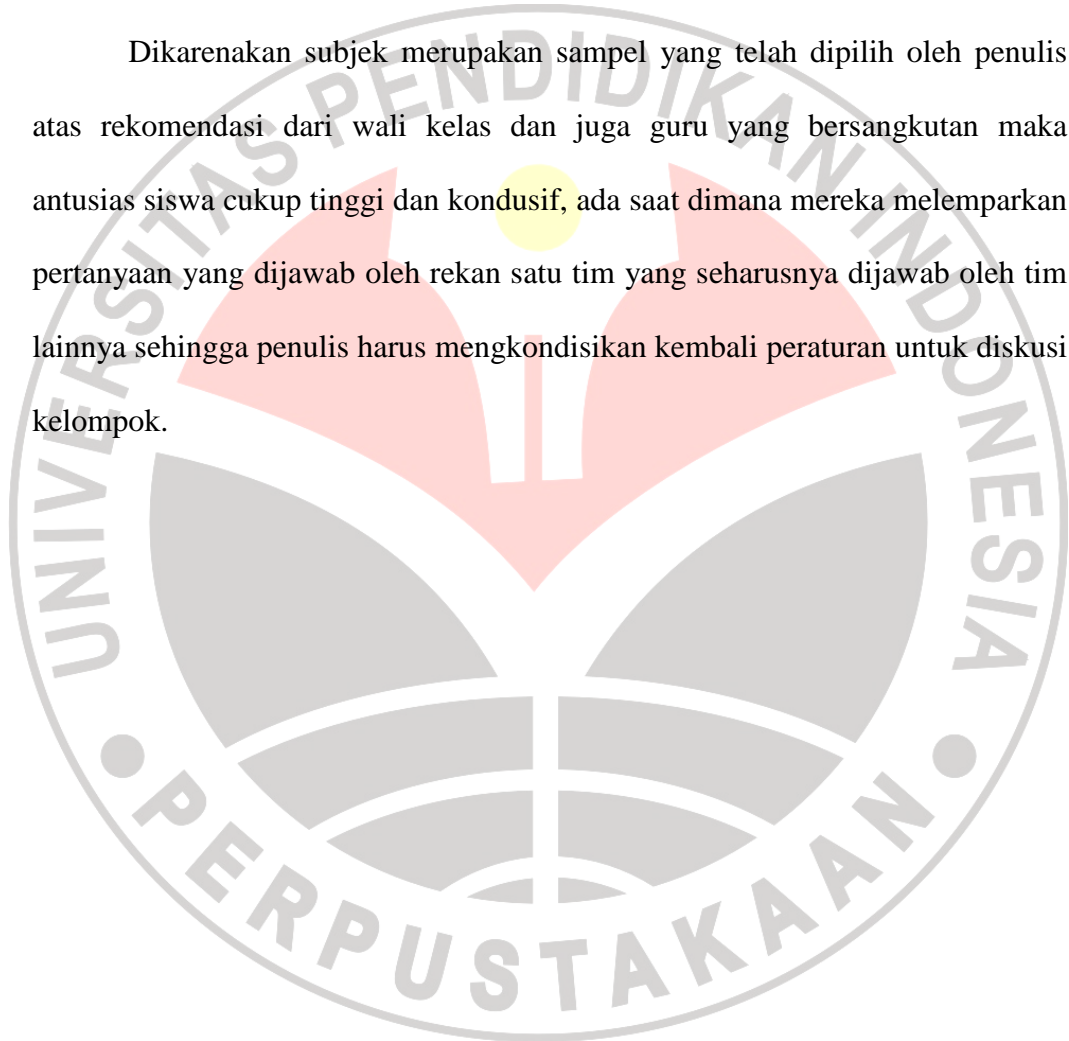 Dikarenakan subjek merupakan sampel yang telah dipilih oleh penulis
atas rekomendasi dari wali kelas dan juga guru yang bersangkutan maka
antusias siswa cukup tinggi dan kondusif, ada saat dimana mereka melemparkan
pertanyaan yang dijawab oleh rekan satu tim yang seharusnya dijawab oleh tim
lainnya sehingga penulis harus mengkondisikan kembali peraturan untuk diskusi
kelompok.
UNIVERSITAS PENDIDIKAN INDONESIA
PERPUSTAKAAN